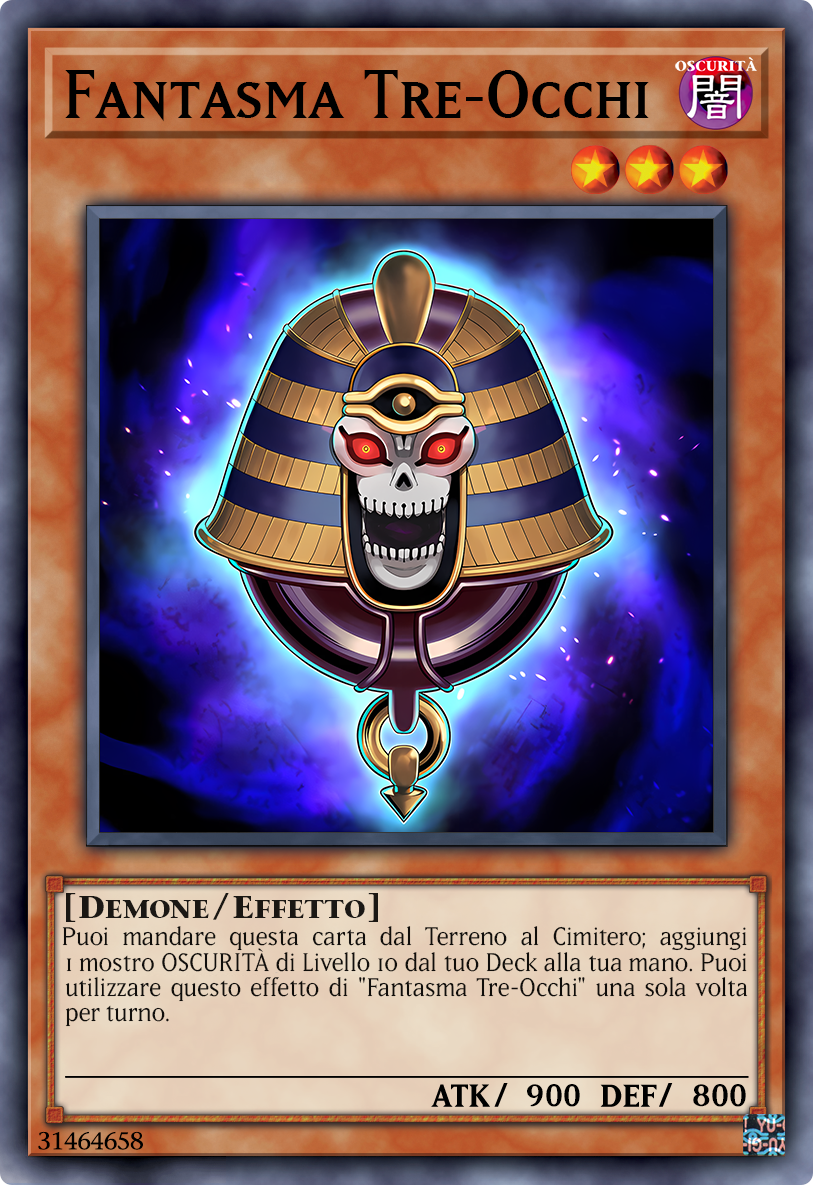 Fantasma Tre-Occhi
OSCURITÀ
闇
[Demone/Effetto]
Puoi mandare questa carta dal Terreno al Cimitero; aggiungi
1 mostro OSCURITÀ di Livello 10 dal tuo Deck alla tua mano. Puoi
utilizzare questo effetto di "Fantasma Tre-Occhi" una sola volta
per turno.
ATK/ 900 DEF/ 800
31464658